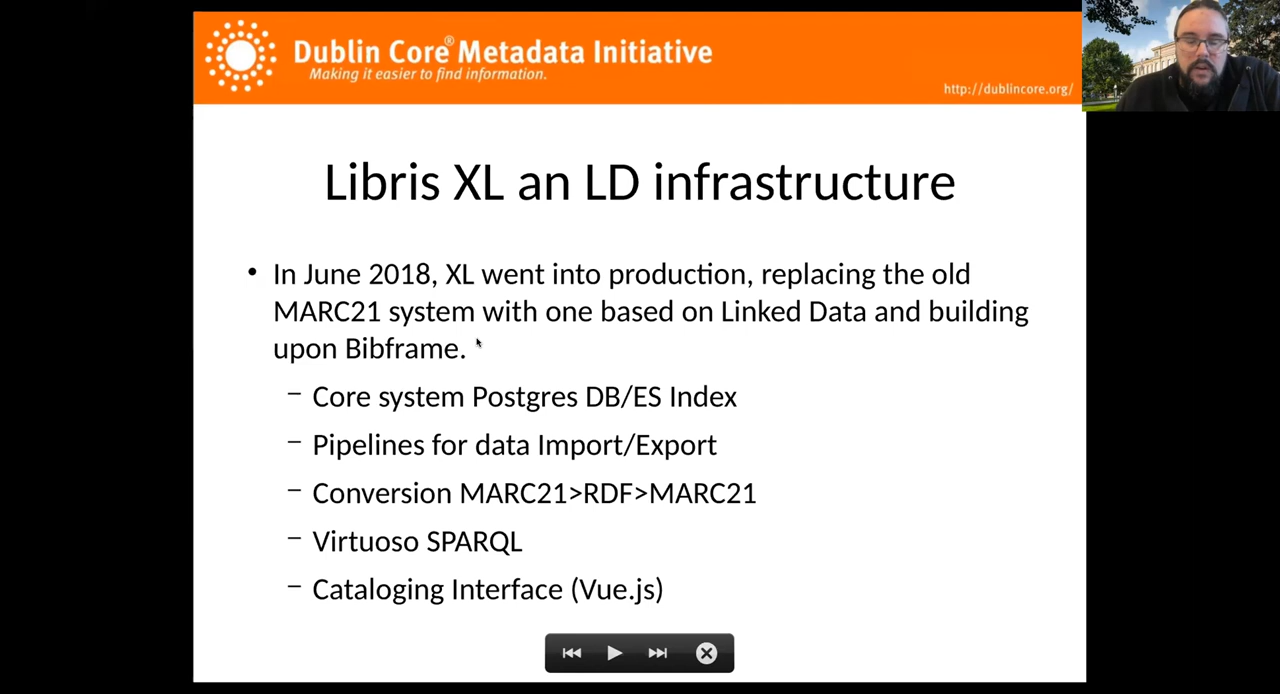 Dublin Core® Metadata Initiative
Making it easier to find information.
http://dublincore.org/
Libris XL an LD infrastructure
• In June 2018, XL went into production, replacing the old
MARC21 system with one based on Linked Data and building
upon Bibframe.
– Core system Postgres DB/ES Index
– Pipelines for data Import/Export
– Conversion MARC21>RDF>MARC21
– Virtuoso SPARQL
– Cataloging Interface (Vue.js)